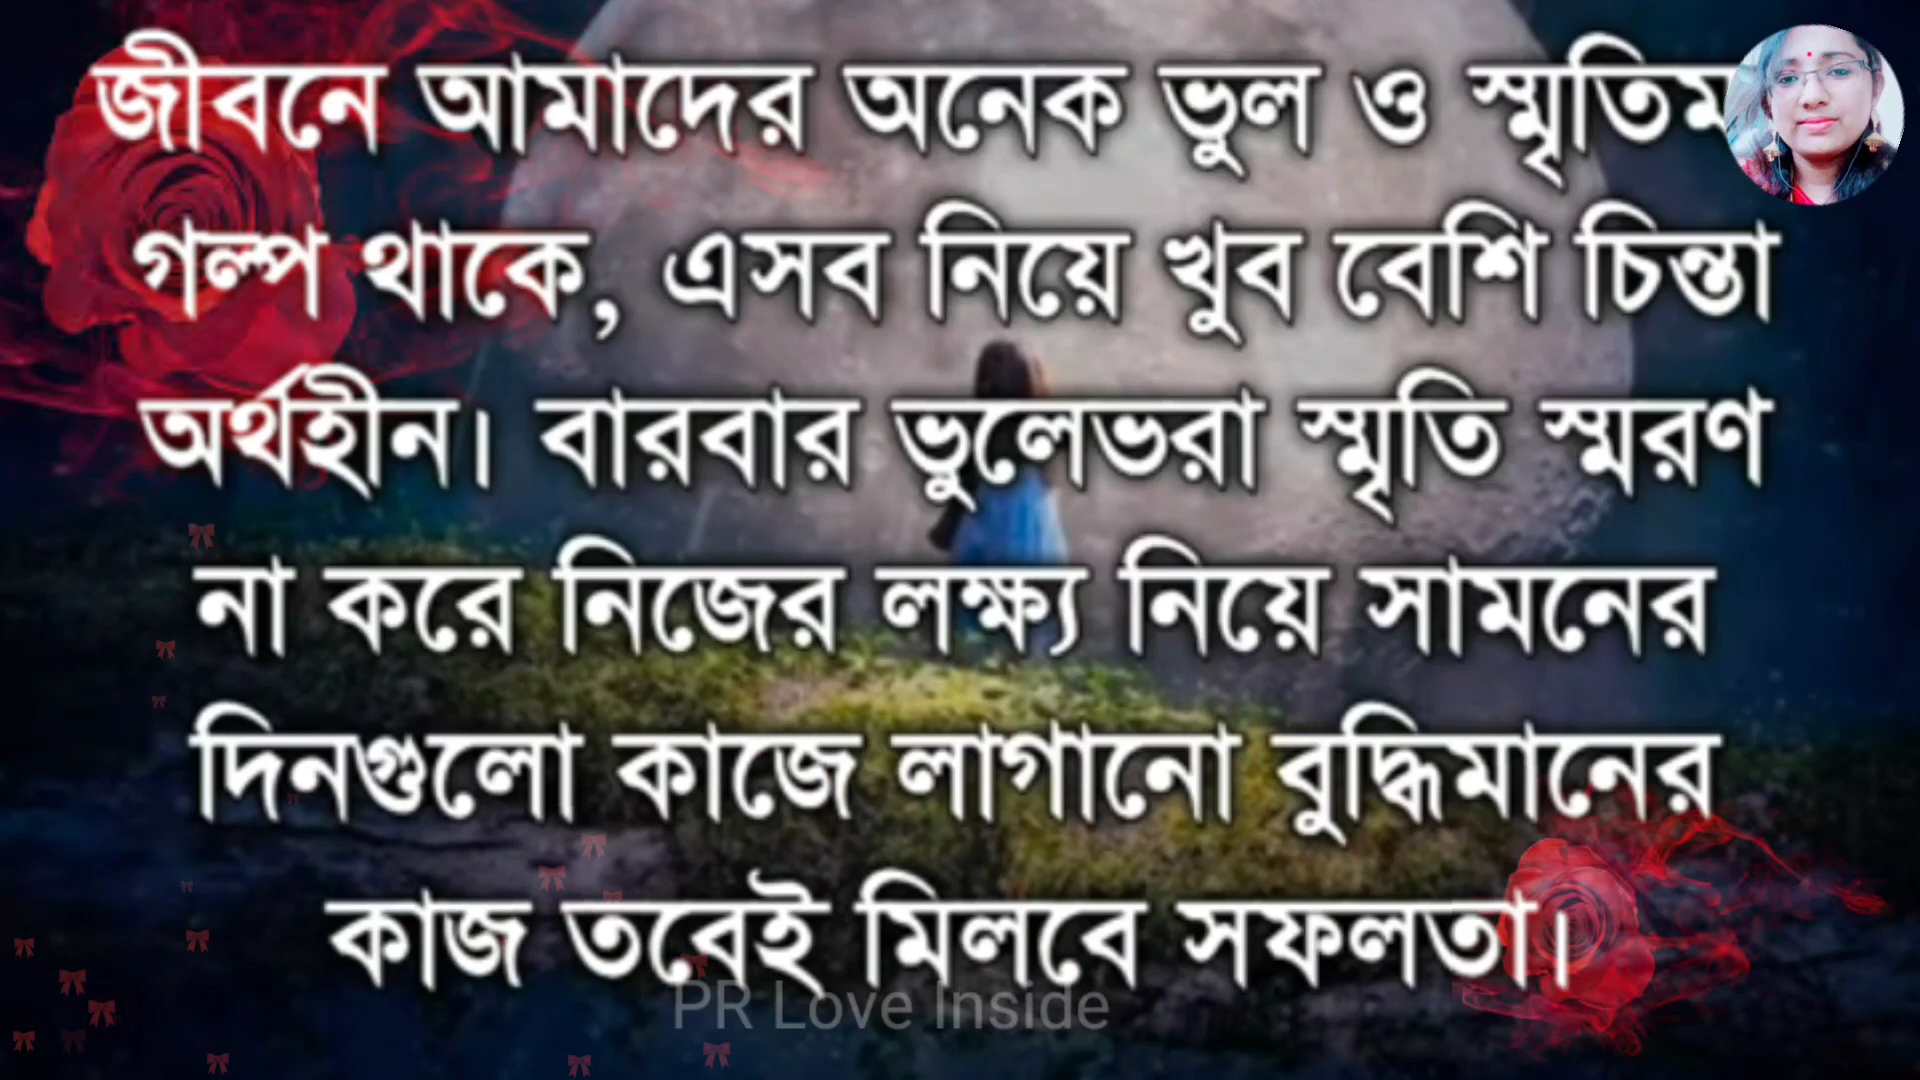 জীবনে আমাদের অনেক ভুল ও
গল্প থাকে, এসব নিয়ে খুব বেশি চিন্তা
অর্থহীন। বারবার ভুলেভরা স্মৃতি স্মরণ
না করে নিজের লক্ষ্য নিয়ে সামনের
দিনগুলো কাজে লাগানো বুদ্ধিমানের
কাজ তবেই মিলবে সফলতা।
PR Love Inside